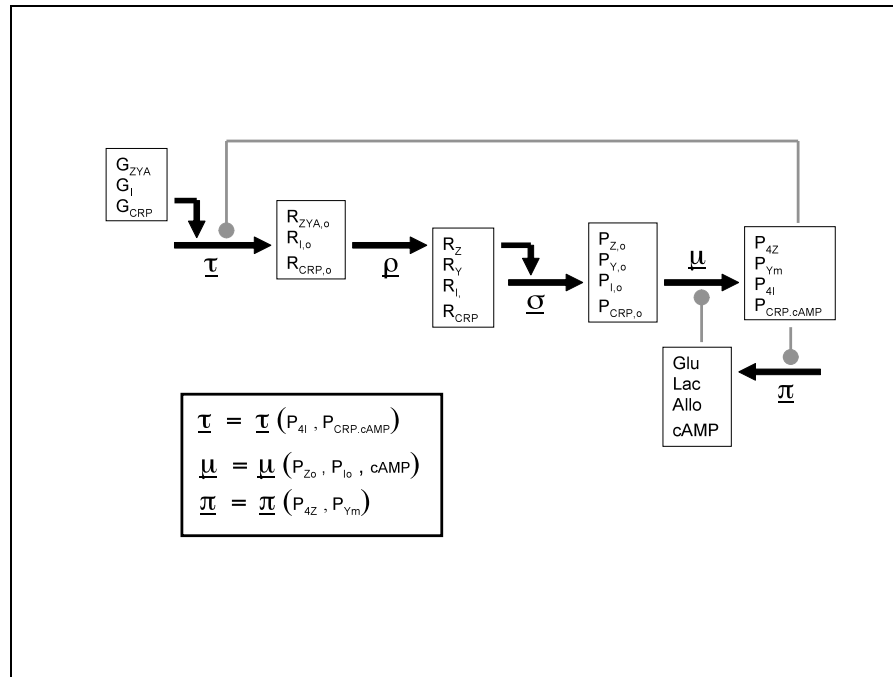 G_ZYA
G_I
G_CRP
τ
R_ZYA,o
R_I,o
R_CRP,o
ρ
R_Z
R_Y
R_I,
R_CRP
σ
P_Z,o
P_Y,o
P_I,o
P_CRP,o
μ
P_4Z
P_Ym
P_4I
P_CRP.cAMP
Glu
Lac
Allo
cAMP
π
τ = τ (P_4I , P_CRP.cAMP)
μ = μ (P_Zo , P_Io , cAMP)
π = π (P_4Z , P_Ym)